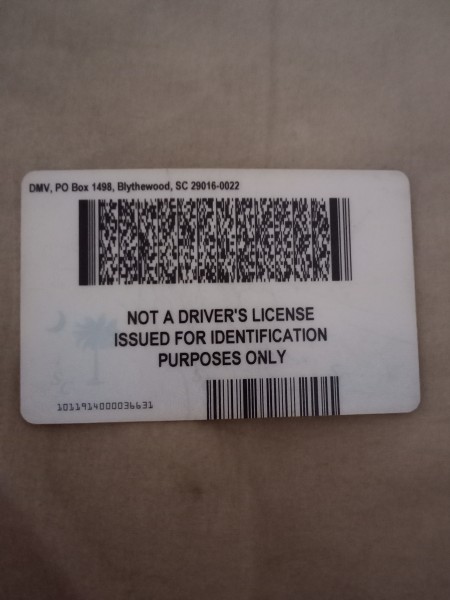 DMV, PO Box 1498, Blythewood, SC 29016-0022
NOT A DRIVER'S LICENSE
ISSUED FOR IDENTIFICATION
PURPOSES ONLY
1011914000036631